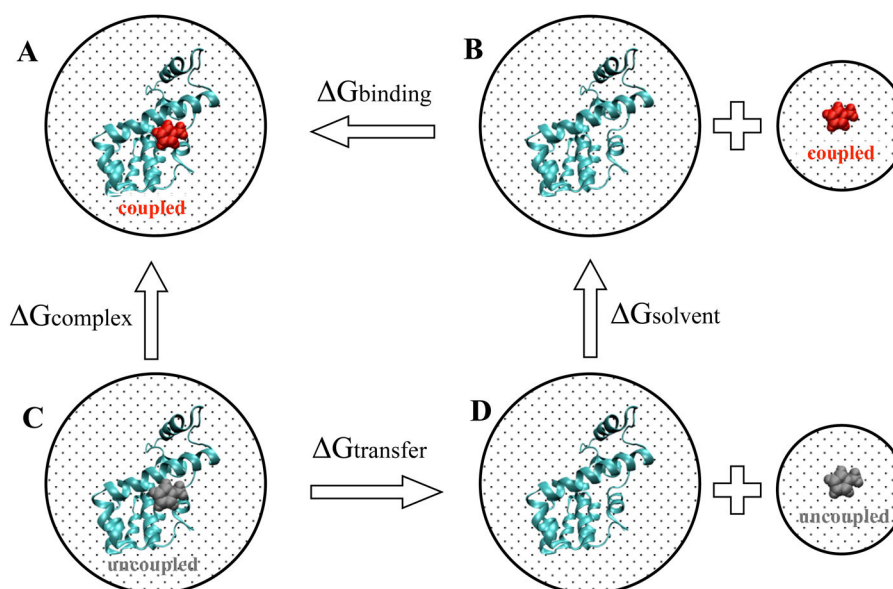 A
B
ΔGbinding
coupled
coupled
ΔGcomplex
ΔGsolvent
C
D
ΔGtransfer
uncoupled
uncoupled